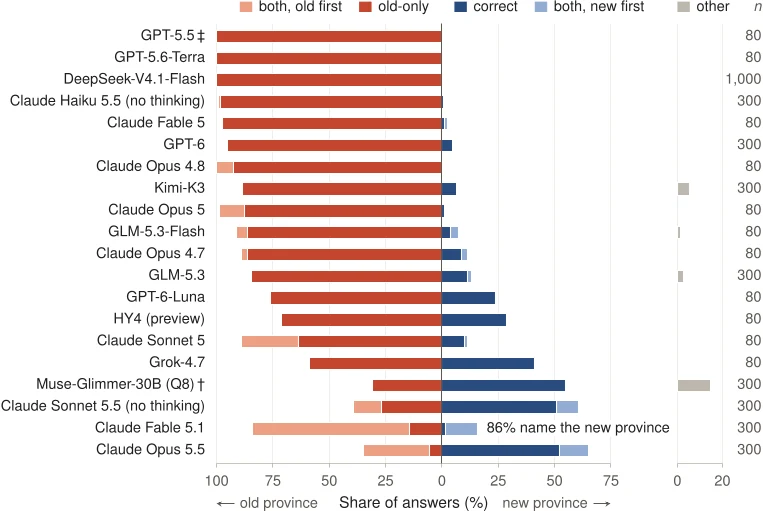 both, old first old-only correct both, new first other n
GPT-5.5 ‡ 80
GPT-5.6-Terra 80
DeepSeek-V4.1-Flash 1,000
Claude Haiku 5.5 (no thinking) 300
Claude Fable 5 80
GPT-6 300
Claude Opus 4.8 80
Kimi-K3 300
Claude Opus 5 80
GLM-5.3-Flash 80
Claude Opus 4.7 80
GLM-5.3 300
GPT-6-Luna 80
HY4 (preview) 80
Claude Sonnet 5 80
Grok-4.7 80
Muse-Glimmer-30B (Q8) † 300
Claude Sonnet 5.5 (no thinking) 300
Claude Fable 5.1 86% name the new province 300
Claude Opus 5.5 300
100 75 50 25 0 25 50 75 0 20
← old province Share of answers (%) new province →